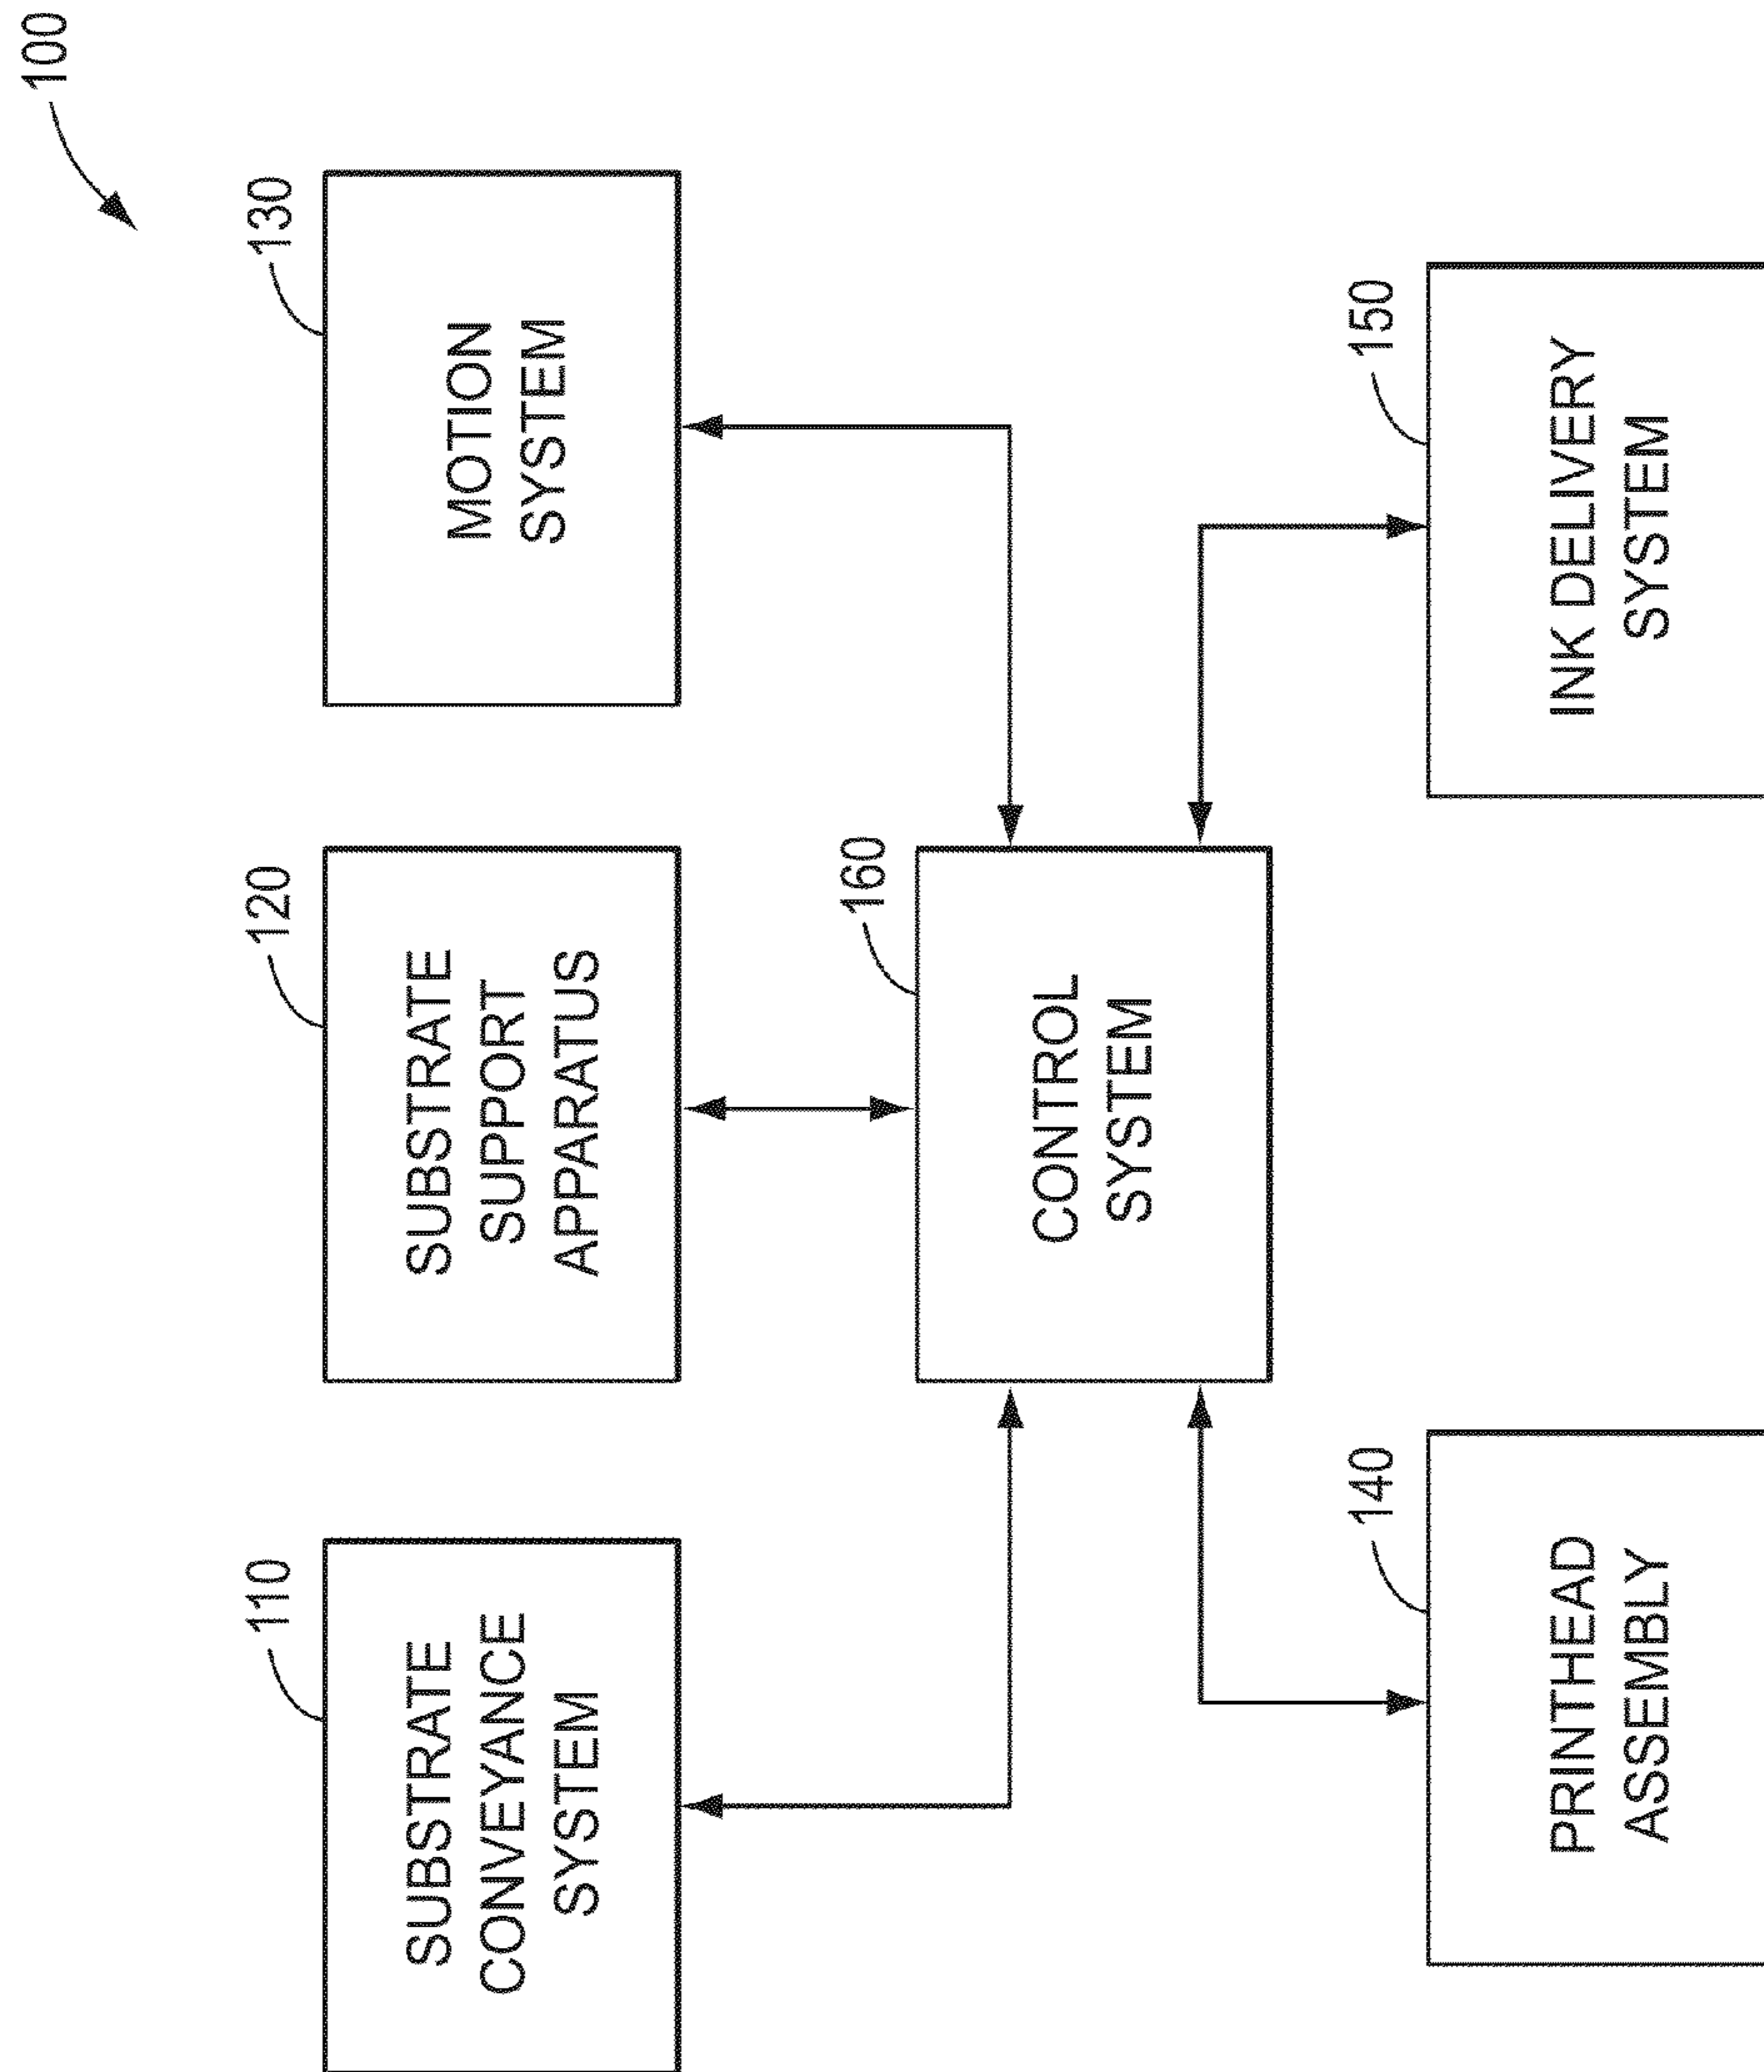 100
110
SUBSTRATE
CONVEYANCE
SYSTEM
120
SUBSTRATE
SUPPORT
APPARATUS
130
MOTION
SYSTEM
160
CONTROL
SYSTEM
140
PRINTHEAD
ASSEMBLY
150
INK DELIVERY
SYSTEM